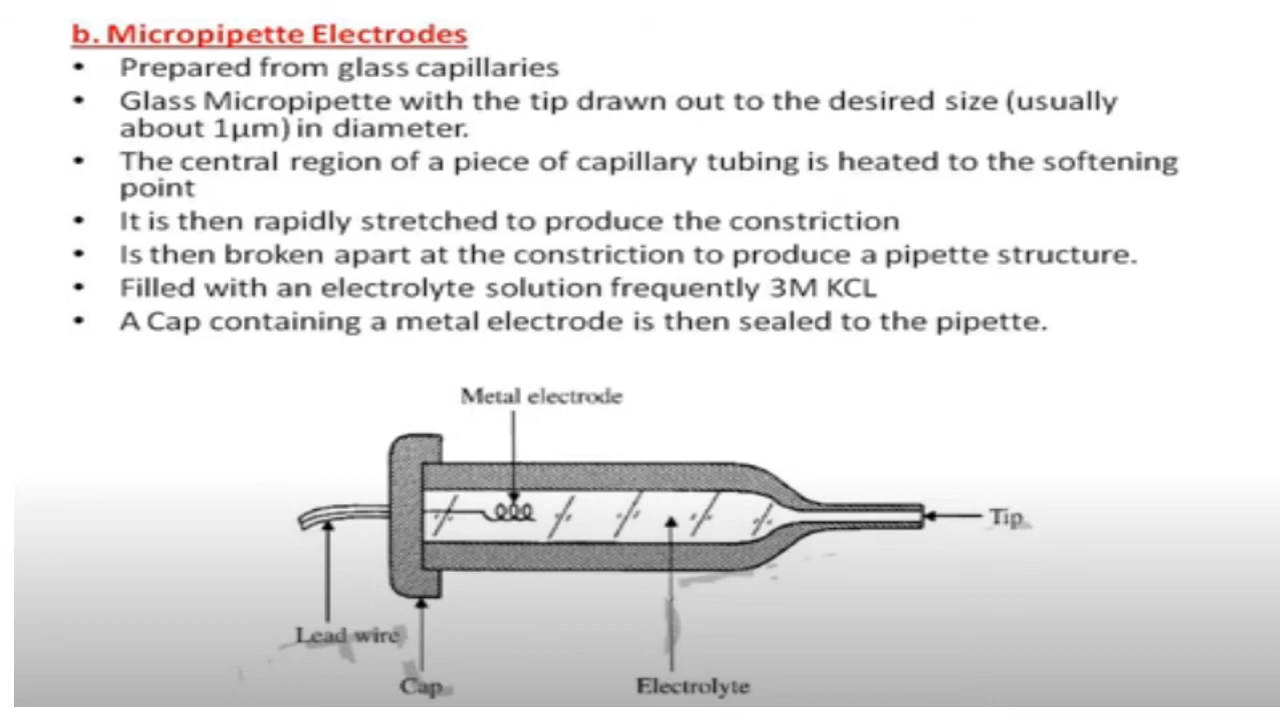 b. Micropipette Electrodes
• Prepared from glass capillaries
• Glass Micropipette with the tip drawn out to the desired size (usually
about 1μm) in diameter.
• The central region of a piece of capillary tubing is heated to the softening
point
• It is then rapidly stretched to produce the constriction
• Is then broken apart at the constriction to produce a pipette structure.
• Filled with an electrolyte solution frequently 3M KCL
• A Cap containing a metal electrode is then sealed to the pipette.
Metal electrode
Tip
Lead wire
Cap
Electrolyte